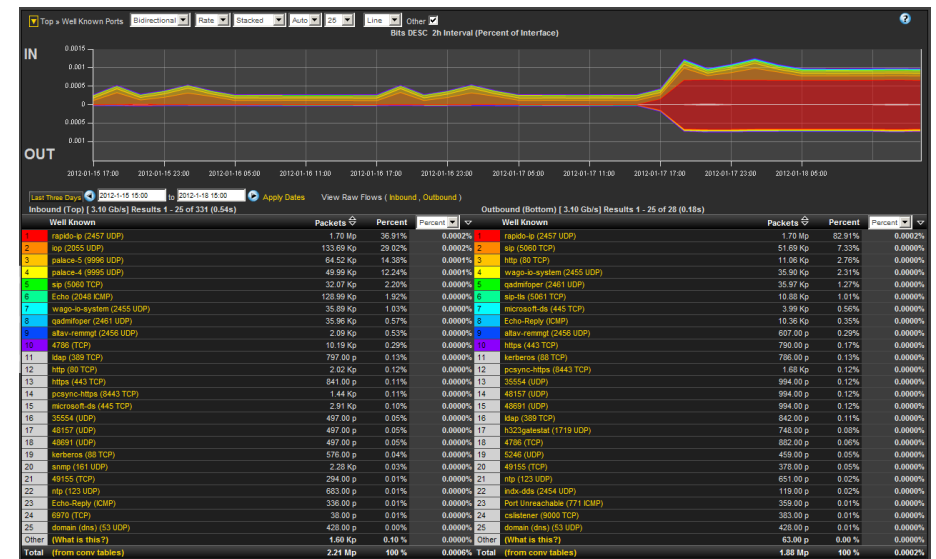 Top » Well Known Ports Bidirectional Rate Stacked Auto 25 Line Other
Bits DESC 2h Interval (Percent of Interface)
IN
0.0015
0.001
0.0005
0
0.0005
0.001
OUT
2012-01-15 17:00 2012-01-15 23:00 2012-01-16 05:00 2012-01-16 11:00 2012-01-16 17:00 2012-01-16 23:00 2012-01-17 05:00 2012-01-17 11:00 2012-01-17 17:00 2012-01-17 23:00 2012-01-18 05:00
Last Three Days 2012-1-15 15:00 to 2012-1-18 15:00 Apply Dates View Raw Flows ( Inbound , Outbound )
Inbound (Top) [ 3.10 Gb/s] Results 1 - 25 of 331 (0.54s) Outbound (Bottom) [ 3.10 Gb/s] Results 1 - 25 of 28 (0.18s)
Well Known Packets Percent Percent Well Known Packets Percent Percent
1 rapido-ip (2457 UDP) 1.70 Mp 36.91% 0.0002% 1 rapido-ip (2457 UDP) 1.70 Mp 82.91% 0.0002%
2 iop (2055 UDP) 133.69 Kp 29.02% 0.0002% 2 sip (5060 TCP) 51.69 Kp 7.33% 0.0000%
3 palace-5 (9996 UDP) 64.52 Kp 14.38% 0.0001% 3 http (80 TCP) 11.06 Kp 2.76% 0.0000%
4 palace-4 (9995 UDP) 49.99 Kp 12.24% 0.0001% 4 wago-io-system (2455 UDP) 35.90 Kp 2.31% 0.0000%
5 sip (5060 TCP) 32.07 Kp 2.20% 0.0000% 5 qadmifoper (2461 UDP) 35.97 Kp 1.27% 0.0000%
6 Echo (2048 ICMP) 128.99 Kp 1.92% 0.0000% 6 sip-tls (5061 TCP) 10.88 Kp 1.01% 0.0000%
7 wago-io-system (2455 UDP) 35.89 Kp 1.03% 0.0000% 7 microsoft-ds (445 TCP) 3.99 Kp 0.56% 0.0000%
8 qadmifoper (2461 UDP) 35.96 Kp 0.57% 0.0000% 8 Echo-Reply (ICMP) 10.36 Kp 0.35% 0.0000%
9 altav-remmgt (2456 UDP) 2.09 Kp 0.53% 0.0000% 9 altav-remmgt (2456 UDP) 607.00 p 0.29% 0.0000%
10 4786 (TCP) 10.19 Kp 0.29% 0.0000% 10 https (443 TCP) 790.00 p 0.17% 0.0000%
11 ldap (389 TCP) 797.00 p 0.13% 0.0000% 11 kerberos (88 TCP) 786.00 p 0.13% 0.0000%
12 http (80 TCP) 2.02 Kp 0.12% 0.0000% 12 pcsync-https (8443 TCP) 1.68 Kp 0.12% 0.0000%
13 https (443 TCP) 841.00 p 0.11% 0.0000% 13 35554 (UDP) 994.00 p 0.12% 0.0000%
14 pcsync-https (8443 TCP) 1.44 Kp 0.11% 0.0000% 14 48157 (UDP) 994.00 p 0.12% 0.0000%
15 microsoft-ds (445 TCP) 2.91 Kp 0.10% 0.0000% 15 48691 (UDP) 994.00 p 0.12% 0.0000%
16 35554 (UDP) 497.00 p 0.05% 0.0000% 16 ldap (389 TCP) 842.00 p 0.11% 0.0000%
17 48157 (UDP) 497.00 p 0.05% 0.0000% 17 h323gatestat (1719 UDP) 748.00 p 0.08% 0.0000%
18 48691 (UDP) 497.00 p 0.05% 0.0000% 18 4786 (TCP) 882.00 p 0.06% 0.0000%
19 kerberos (88 TCP) 576.00 p 0.04% 0.0000% 19 5246 (UDP) 459.00 p 0.05% 0.0000%
20 snmp (161 UDP) 2.28 Kp 0.03% 0.0000% 20 49155 (TCP) 378.00 p 0.05% 0.0000%
21 49155 (TCP) 294.00 p 0.01% 0.0000% 21 ntp (123 UDP) 651.00 p 0.02% 0.0000%
22 ntp (123 UDP) 683.00 p 0.01% 0.0000% 22 indx-dds (2454 UDP) 119.00 p 0.02% 0.0000%
23 Echo-Reply (ICMP) 336.00 p 0.01% 0.0000% 23 Port Unreachable (771 ICMP) 359.00 p 0.01% 0.0000%
24 6970 (TCP) 38.00 p 0.01% 0.0000% 24 cslistener (9000 TCP) 383.00 p 0.01% 0.0000%
25 domain (dns) (53 UDP) 428.00 p 0.00% 0.0000% 25 domain (dns) (53 UDP) 428.00 p 0.01% 0.0000%
Other (What is this?) 1.60 Kp 0.10 % 0.0000% Other (What is this?) 63.00 p 0.00 % 0.0000%
Total (from conv tables) 2.21 Mp 100 % 0.0006% Total (from conv tables) 1.88 Mp 100 % 0.0002%